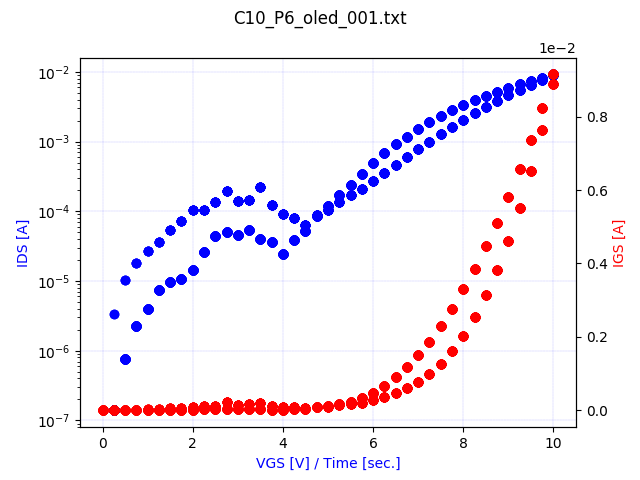 C10_P6_oled_001.txt
1e−2
10⁻²
10⁻³
10⁻⁴
10⁻⁵
10⁻⁶
10⁻⁷
IDS [A]
0.8
0.6
0.4
0.2
0.0
IGS [A]
0 2 4 6 8 10
VGS [V] / Time [sec.]